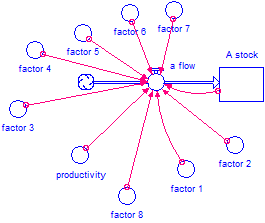 factor 6
factor 7
factor 5
A stock
a flow
factor 4
factor 3
factor 2
productivity
factor 1
factor 8